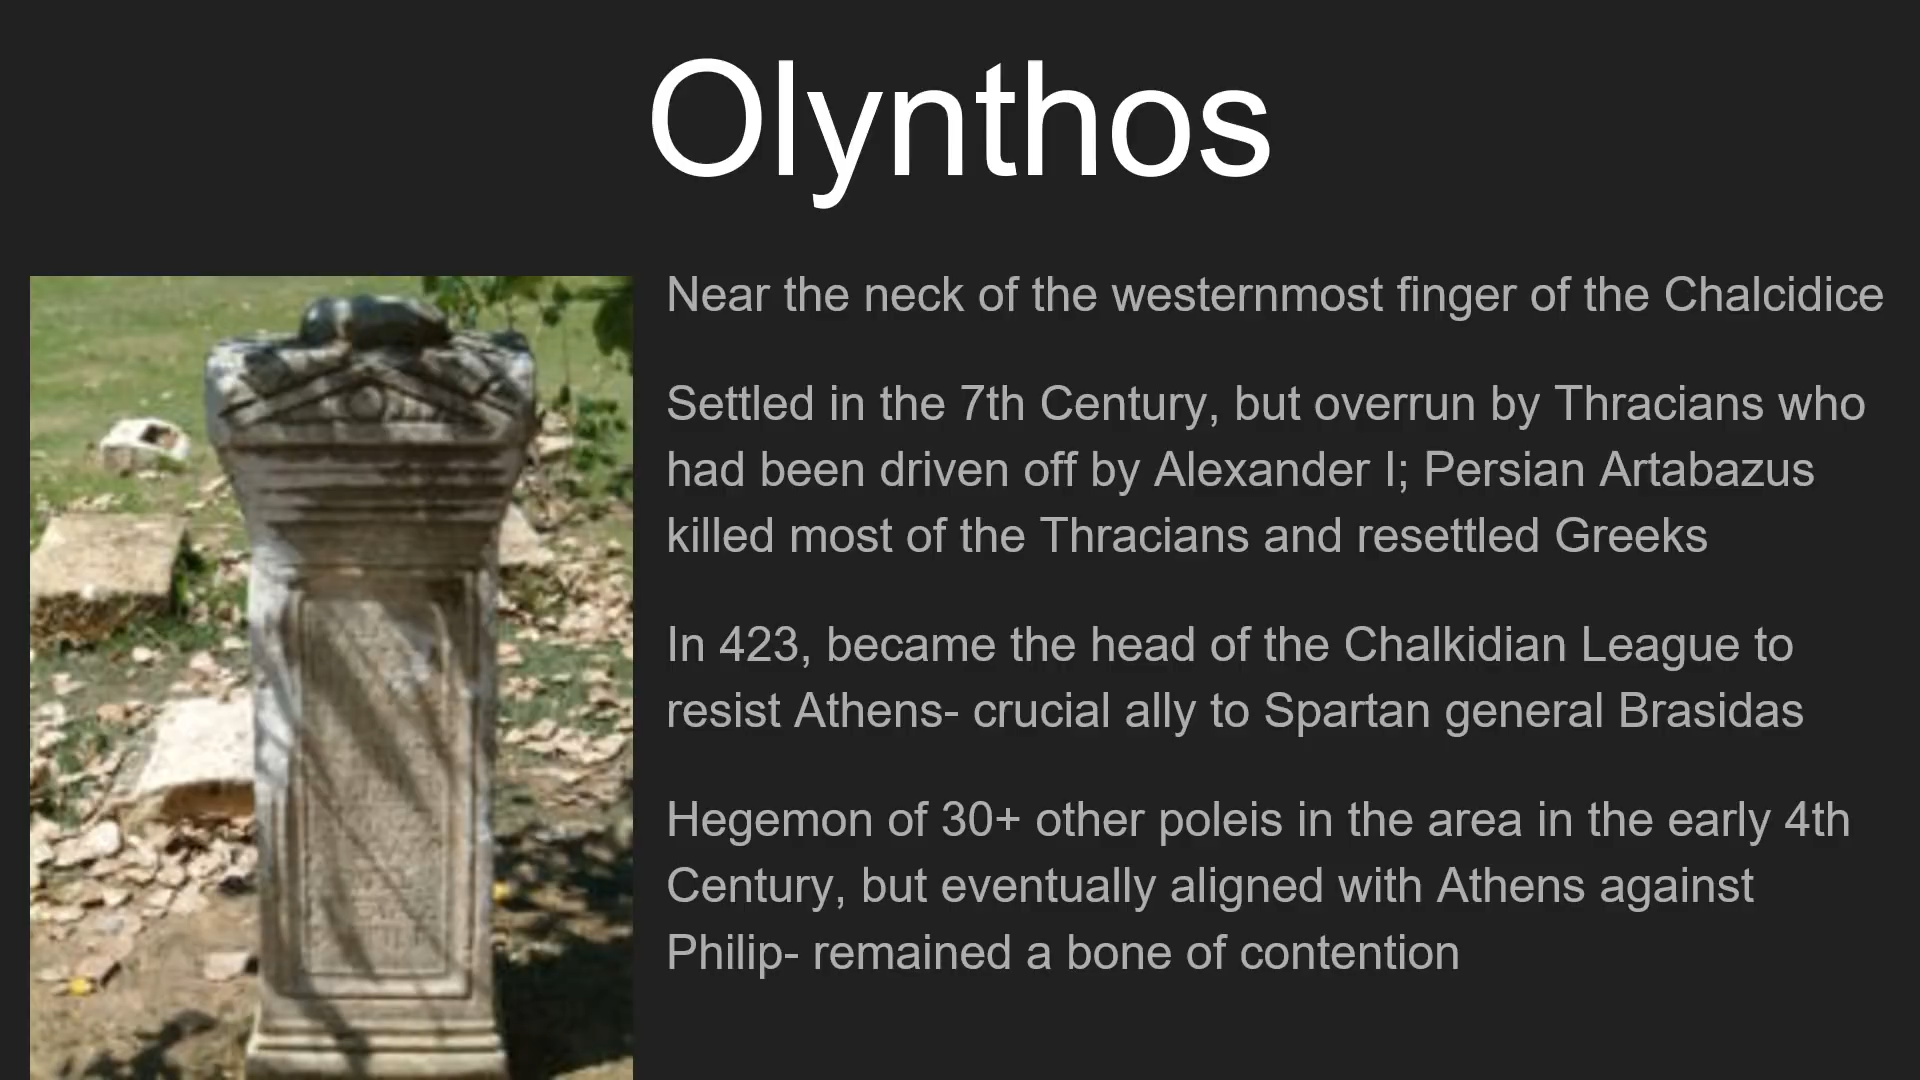 Olynthos
Near the neck of the westernmost finger of the Chalcidice
Settled in the 7th Century, but overrun by Thracians who
had been driven off by Alexander I; Persian Artabazus
killed most of the Thracians and resettled Greeks
In 423, became the head of the Chalkidian League to
resist Athens- crucial ally to Spartan general Brasidas
Hegemon of 30+ other poleis in the area in the early 4th
Century, but eventually aligned with Athens against
Philip- remained a bone of contention